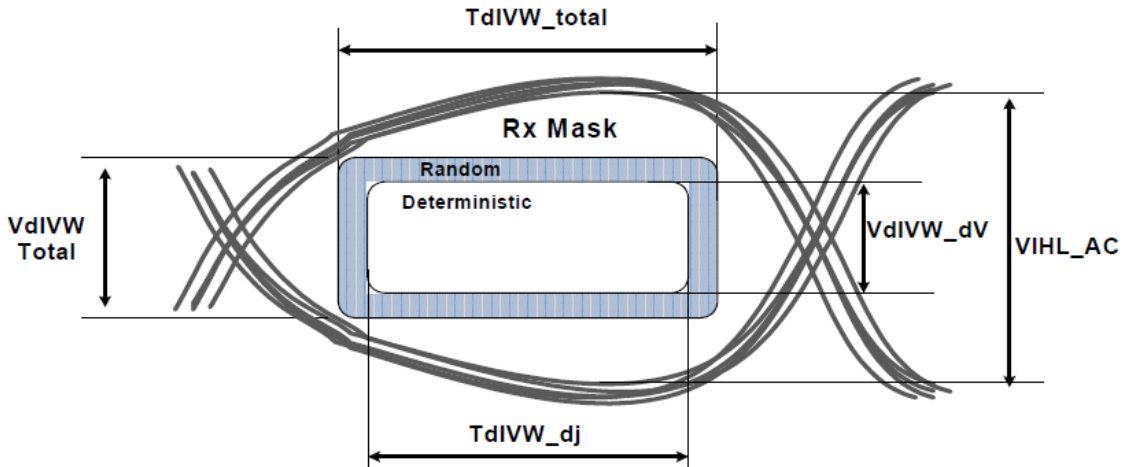 TdIVW_total
Rx Mask
Random
Deterministic
VdIVW
Total
VdIVW_dV
VIHL_AC
TdIVW_dj